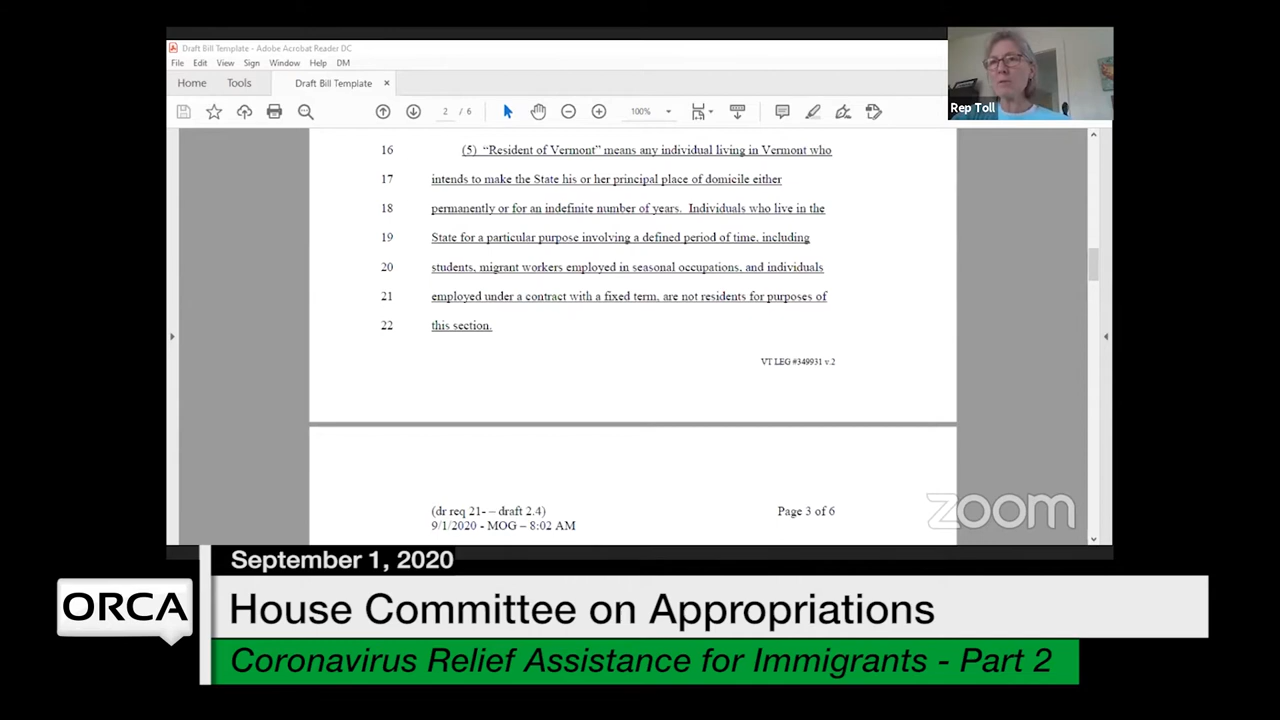 Draft Bill Template - Adobe Acrobat Reader DC
File Edit View Sign Window Help DM
Home Tools Draft Bill Template ×
2 / 6 100%
Rep Toll
16 (5) “Resident of Vermont” means any individual living in Vermont who
17 intends to make the State his or her principal place of domicile either
18 permanently or for an indefinite number of years. Individuals who live in the
19 State for a particular purpose involving a defined period of time, including
20 students, migrant workers employed in seasonal occupations, and individuals
21 employed under a contract with a fixed term, are not residents for purposes of
22 this section.
VT LEG #349931 v.2
(dr req 21- – draft 2.4) Page 3 of 6
9/1/2020 - MOG – 8:02 AM
zoom
September 1, 2020
ORCA
House Committee on Appropriations
Coronavirus Relief Assistance for Immigrants - Part 2